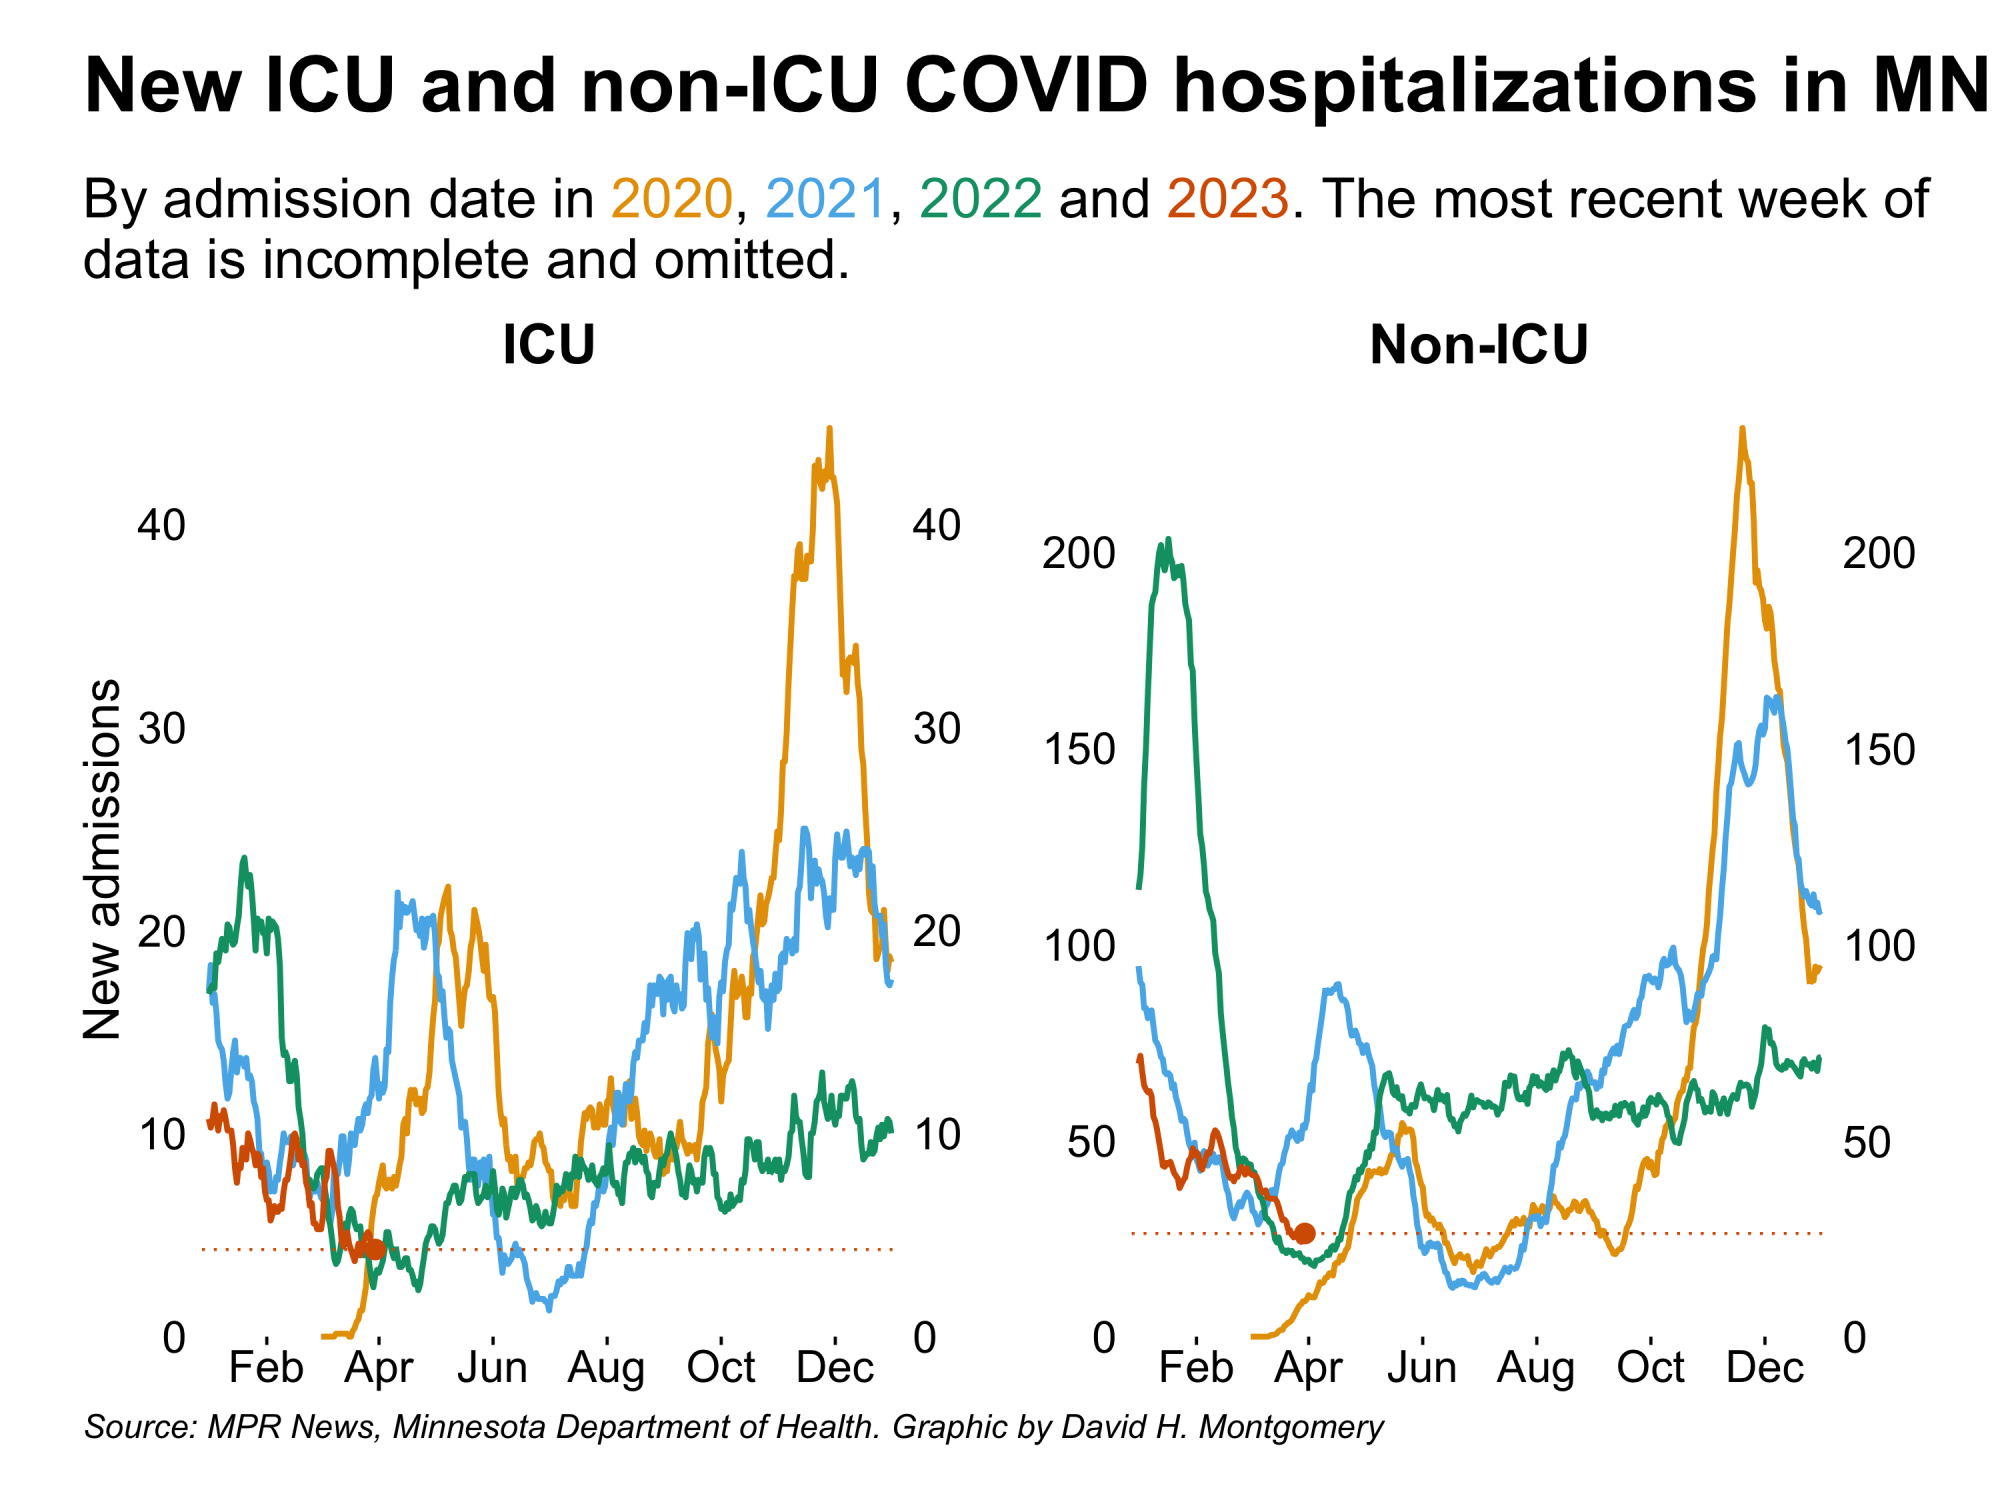 New ICU and non-ICU COVID hospitalizations in MN
By admission date in 2020, 2021, 2022 and 2023. The most recent week of
data is incomplete and omitted.
ICU
Non-ICU
New admissions
40
30
20
10
0
40
30
20
10
0
Feb Apr Jun Aug Oct Dec
200
150
100
50
0
200
150
100
50
0
Feb Apr Jun Aug Oct Dec
Source: MPR News, Minnesota Department of Health. Graphic by David H. Montgomery